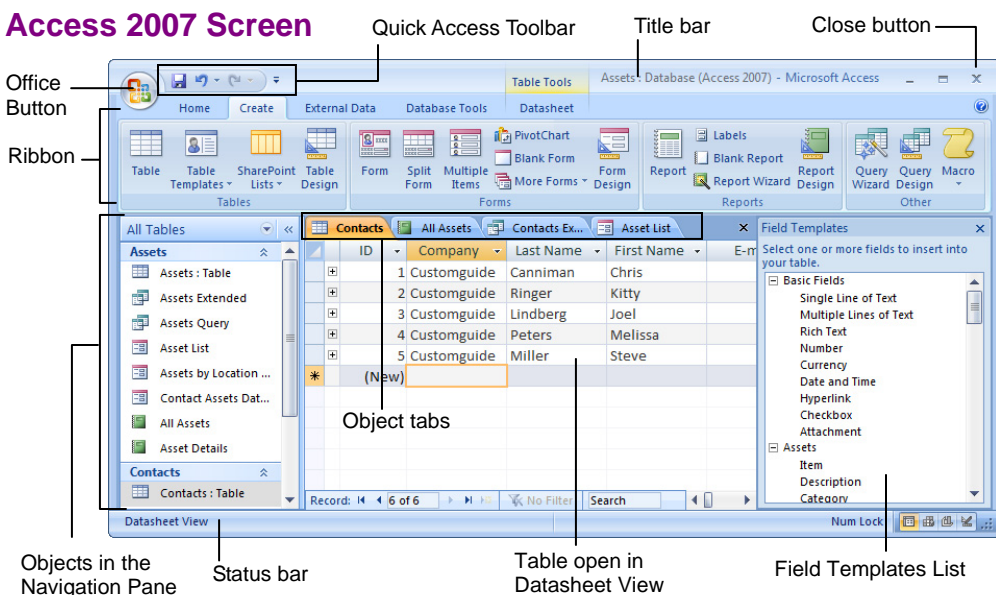 Access 2007 Screen
Quick Access Toolbar
Title bar
Close button
Office
Button
Ribbon
Table Tools
Assets : Database (Access 2007) - Microsoft Access
Home
Create
External Data
Database Tools
Datasheet
Table
Table
Templates
SharePoint
Lists
Table
Design
Tables
Form
Split
Form
Multiple
Items
PivotChart
Blank Form
More Forms
Form
Design
Forms
Report
Labels
Blank Report
Report Wizard
Report
Design
Reports
Query
Wizard
Query
Design
Macro
Other
All Tables
Assets
Assets : Table
Assets Extended
Assets Query
Asset List
Assets by Location ...
Contact Assets Dat...
All Assets
Asset Details
Contacts
Contacts : Table
Contacts
All Assets
Contacts Ex...
Asset List
ID Company Last Name First Name E-m
1 Customguide Canniman Chris
2 Customguide Ringer Kitty
3 Customguide Lindberg Joel
4 Customguide Peters Melissa
5 Customguide Miller Steve
(New)
Object tabs
Record: 6 of 6 No Filter Search
Field Templates
Select one or more fields to insert into
your table.
Basic Fields
Single Line of Text
Multiple Lines of Text
Rich Text
Number
Currency
Date and Time
Hyperlink
Checkbox
Attachment
Assets
Item
Description
Category
Datasheet View
Num Lock
Objects in the
Navigation Pane
Status bar
Table open in
Datasheet View
Field Templates List